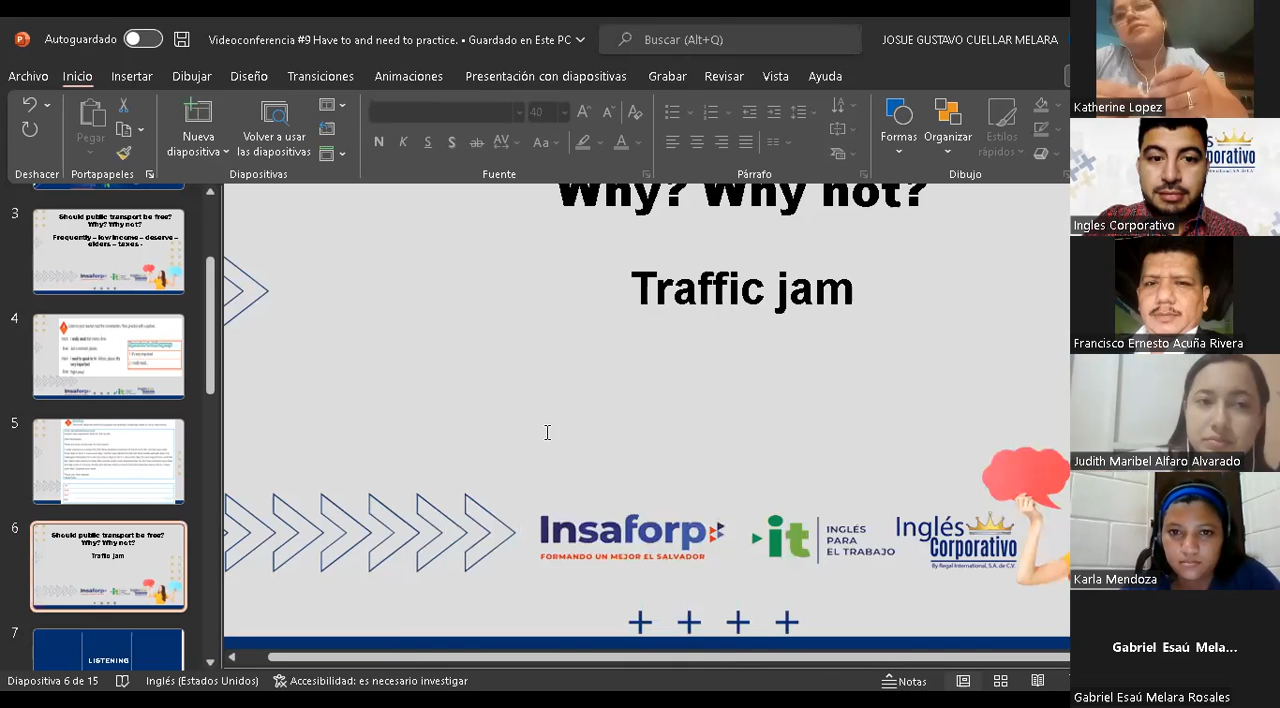 Autoguardado
Videoconferencia #9 Have to and need to practice. • Guardado en Este PC
Buscar (Alt+Q)
JOSUE GUSTAVO CUELLAR MELARA
Archivo Inicio Insertar Dibujar Diseño Transiciones Animaciones Presentación con diapositivas Grabar Revisar Vista Ayuda
Pegar
Nueva diapositiva
Volver a usar las diapositivas
40
N K S S ab AV Aa A
Formas Organizar Estilos rápidos
Deshacer Portapapeles Diapositivas Fuente Párrafo Dibujo
3
Should public transport be free?
Why? Why not?
Frequently – low income – deserve –
elders – taxes -
4
5
6
Should public transport be free?
Why? Why not?
Traffic jam
7
LISTENING
Why? Why not?
Traffic jam
Insaforp
FORMANDO UN MEJOR EL SALVADOR
it INGLÉS PARA EL TRABAJO
Inglés Corporativo
By Regal International, S.A. de C.V.
Diapositiva 6 de 15
Inglés (Estados Unidos)
Accesibilidad: es necesario investigar
Notas
Katherine Lopez
Ingles Corporativo
Francisco Ernesto Acuña Rivera
Judith Maribel Alfaro Alvarado
Karla Mendoza
Gabriel Esaú Mela...
Gabriel Esaú Melara Rosales